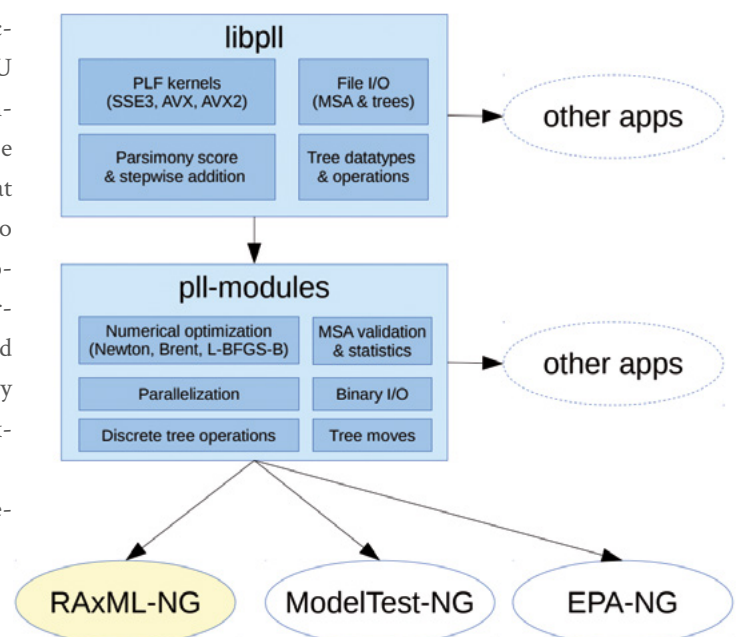 c-
U
n-
e
at
o
o-
r-
d
y
k-
e-
libpll
PLF kernels
(SSE3, AVX, AVX2)
File I/O
(MSA & trees)
Parsimony score
& stepwise addition
Tree datatypes
& operations
other apps
pll-modules
Numerical optimization
(Newton, Brent, L-BFGS-B)
MSA validation
& statistics
Parallelization
Binary I/O
Discrete tree operations
Tree moves
other apps
RAxML-NG
ModelTest-NG
EPA-NG